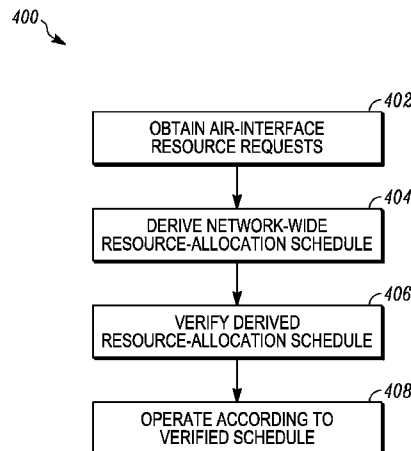 400
402
OBTAIN AIR-INTERFACE
RESOURCE REQUESTS
404
DERIVE NETWORK-WIDE
RESOURCE-ALLOCATION SCHEDULE
406
VERIFY DERIVED
RESOURCE-ALLOCATION SCHEDULE
408
OPERATE ACCORDING TO
VERIFIED SCHEDULE